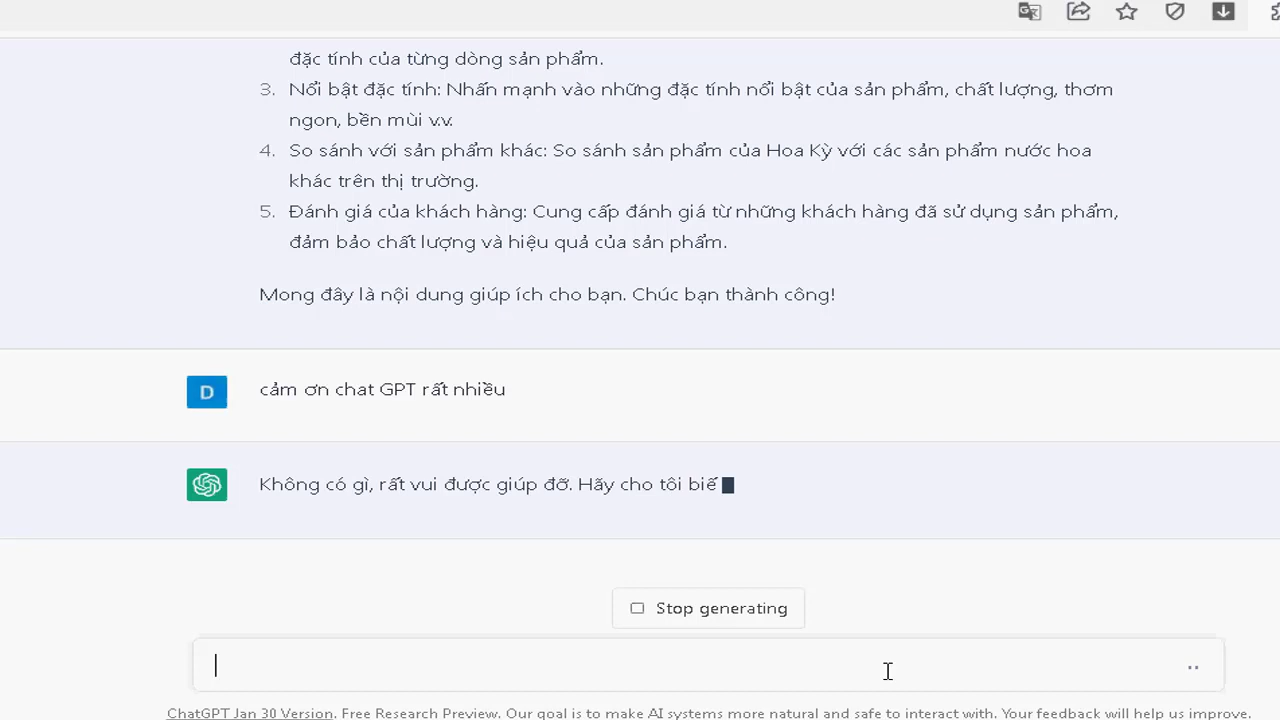 đặc tính của từng dòng sản phẩm.
3. Nổi bật đặc tính: Nhấn mạnh vào những đặc tính nổi bật của sản phẩm, chất lượng, thơm
ngon, bền mùi v.v.
4. So sánh với sản phẩm khác: So sánh sản phẩm của Hoa Kỳ với các sản phẩm nước hoa
khác trên thị trường.
5. Đánh giá của khách hàng: Cung cấp đánh giá từ những khách hàng đã sử dụng sản phẩm,
đảm bảo chất lượng và hiệu quả của sản phẩm.
Mong đây là nội dung giúp ích cho bạn. Chúc bạn thành công!
D cảm ơn chat GPT rất nhiều
Không có gì, rất vui được giúp đỡ. Hãy cho tôi biế
Stop generating
ChatGPT Jan 30 Version. Free Research Preview. Our goal is to make AI systems more natural and safe to interact with. Your feedback will help us improve.